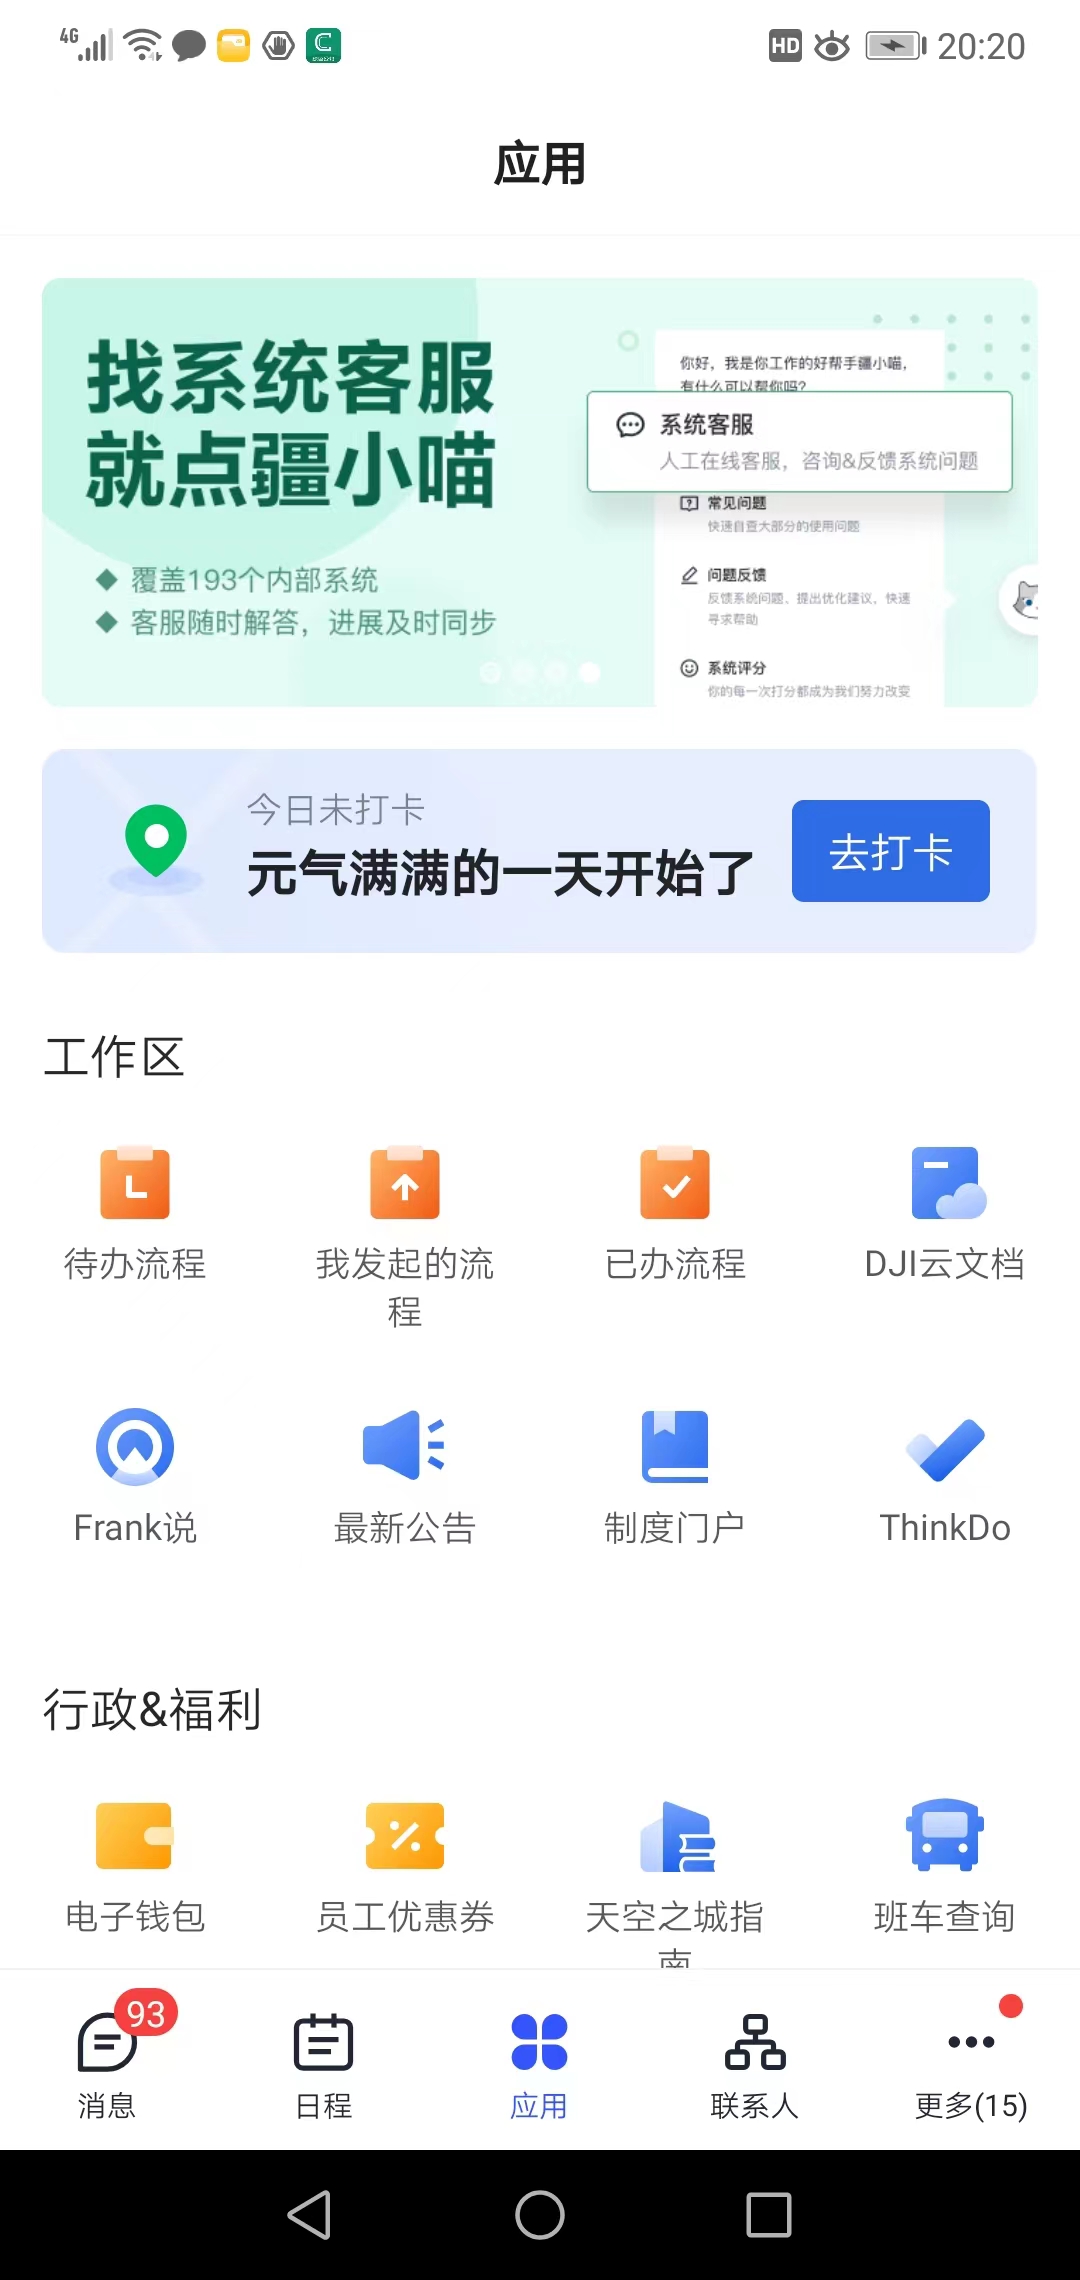 4G
HD
20:20
应用
找系统客服
就点疆小喵
◆ 覆盖193个内部系统
◆ 客服随时解答，进展及时同步
你好，我是你工作的好帮手疆小喵，
有什么可以帮你吗？
系统客服
人工在线客服，咨询&反馈系统问题
常见问题
快速自查大部分的使用问题
问题反馈
反馈系统问题、提出优化建议，快速
寻求帮助
系统评分
你的每一次打分都成为我们努力改变
今日未打卡
元气满满的一天开始了
去打卡
工作区
待办流程
我发起的流
程
已办流程
DJI云文档
Frank说
最新公告
制度门户
ThinkDo
行政&福利
电子钱包
员工优惠券
天空之城指
南
班车查询
93
消息
日程
应用
联系人
更多(15)